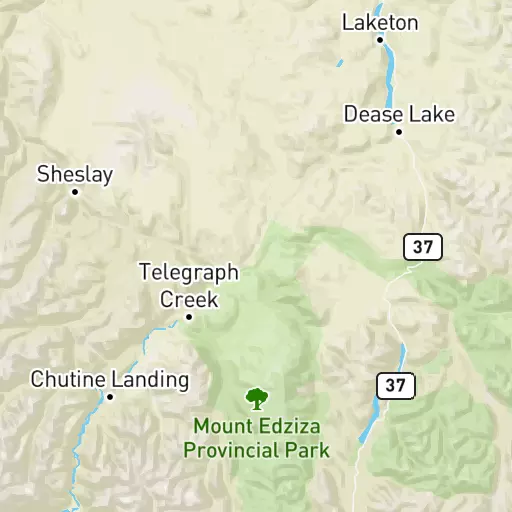 Laketon
Dease Lake
Sheslay
37
Telegraph
Creek
Chutine Landing
37
Mount Edziza
Provincial Park